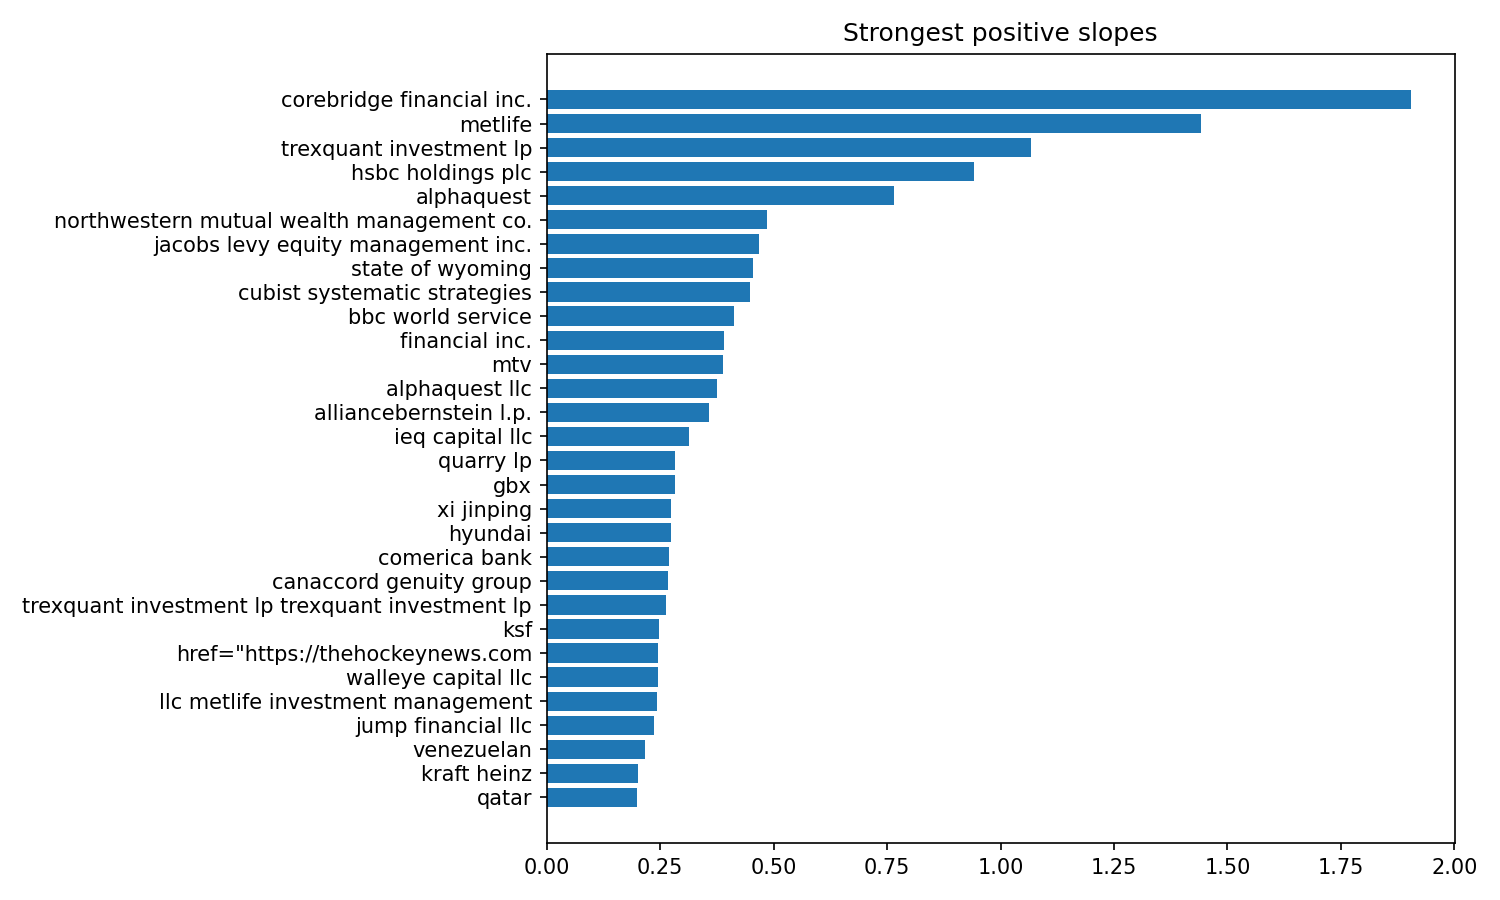 Strongest positive slopes
corebridge financial inc.
metlife
trexquant investment lp
hsbc holdings plc
alphaquest
northwestern mutual wealth management co.
jacobs levy equity management inc.
state of wyoming
cubist systematic strategies
bbc world service
financial inc.
mtv
alphaquest llc
alliancebernstein l.p.
ieq capital llc
quarry lp
gbx
xi jinping
hyundai
comerica bank
canaccord genuity group
trexquant investment lp trexquant investment lp
ksf
href="https://thehockeynews.com
walleye capital llc
llc metlife investment management
jump financial llc
venezuelan
kraft heinz
qatar
0.00 0.25 0.50 0.75 1.00 1.25 1.50 1.75 2.00